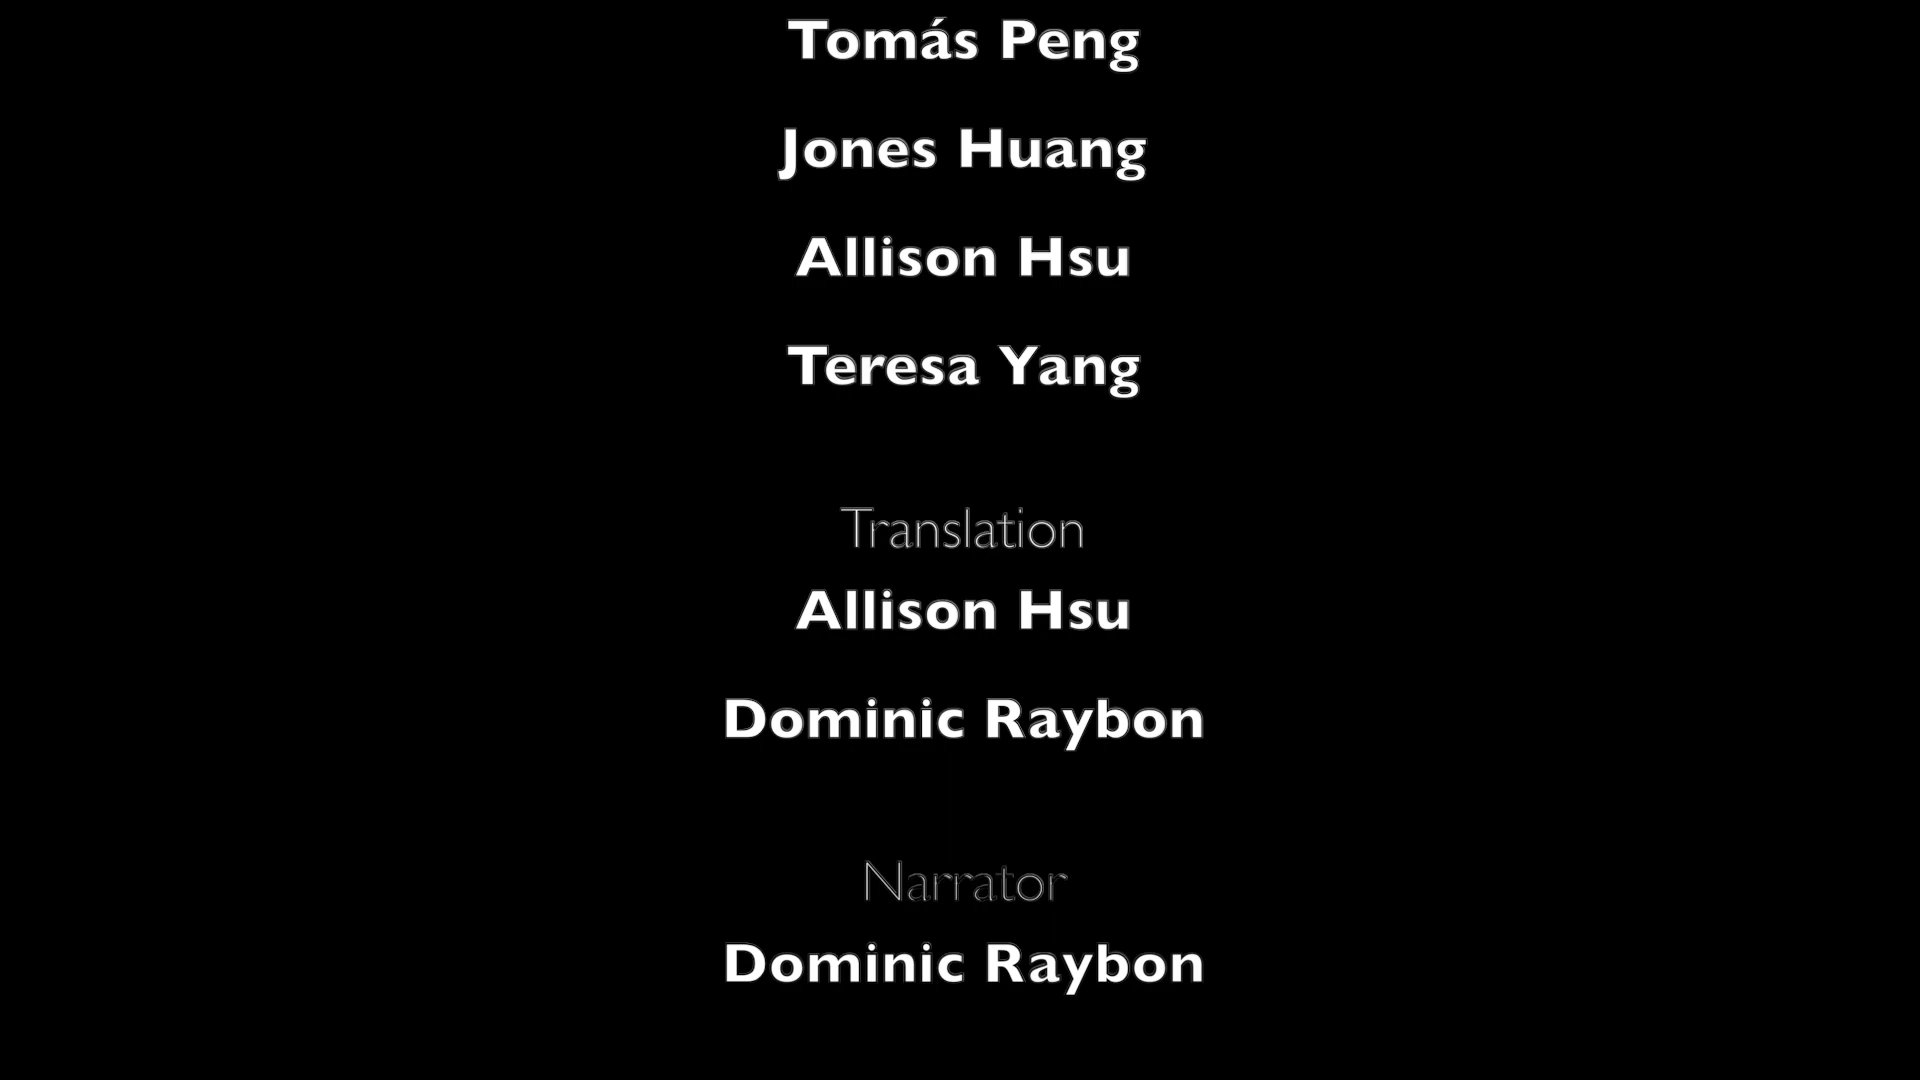 Tomás Peng
Jones Huang
Allison Hsu
Teresa Yang
Translation
Allison Hsu
Dominic Raybon
Narrator
Dominic Raybon